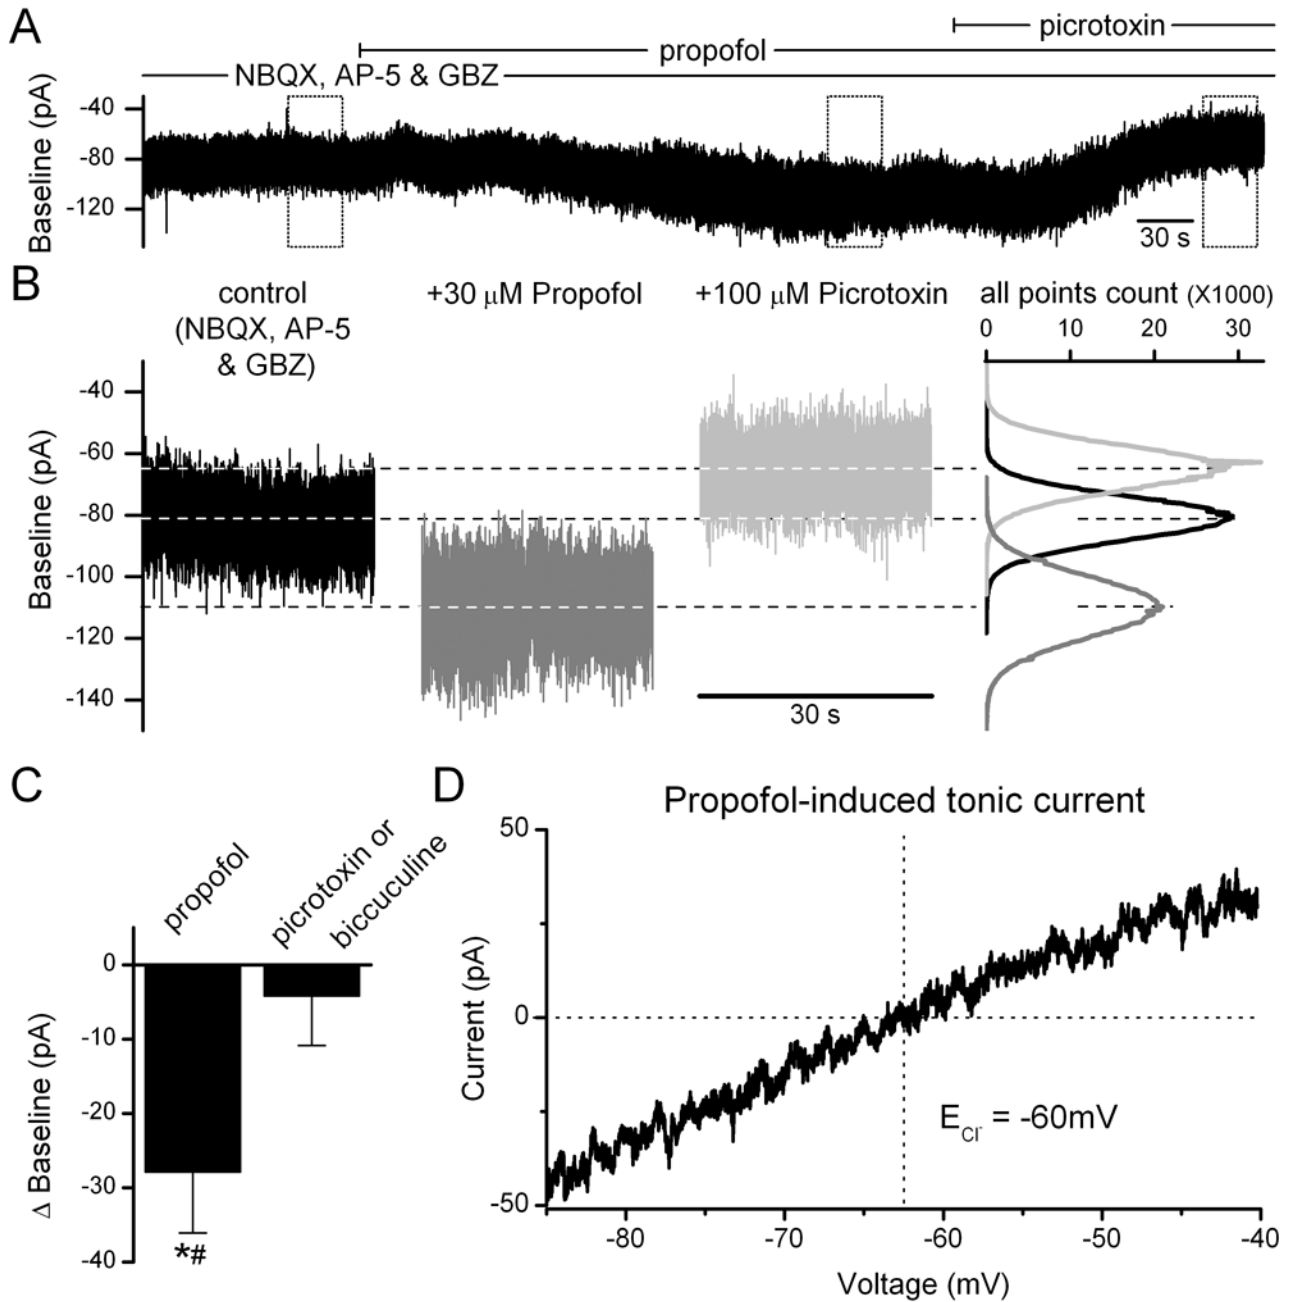 A
picrotoxin
propofol
NBQX, AP-5 & GBZ
Baseline (pA)
-40
-80
-120
30 s
B
control
(NBQX, AP-5
& GBZ)
+30 μM Propofol
+100 μM Picrotoxin
all points count (X1000)
0 10 20 30
Baseline (pA)
-40
-60
-80
-100
-120
-140
30 s
C
propofol
picrotoxin or
biccuculine
Δ Baseline (pA)
0
-10
-20
-30
-40
*#
D
Propofol-induced tonic current
Current (pA)
50
0
-50
ECl- = -60mV
-80 -70 -60 -50 -40
Voltage (mV)